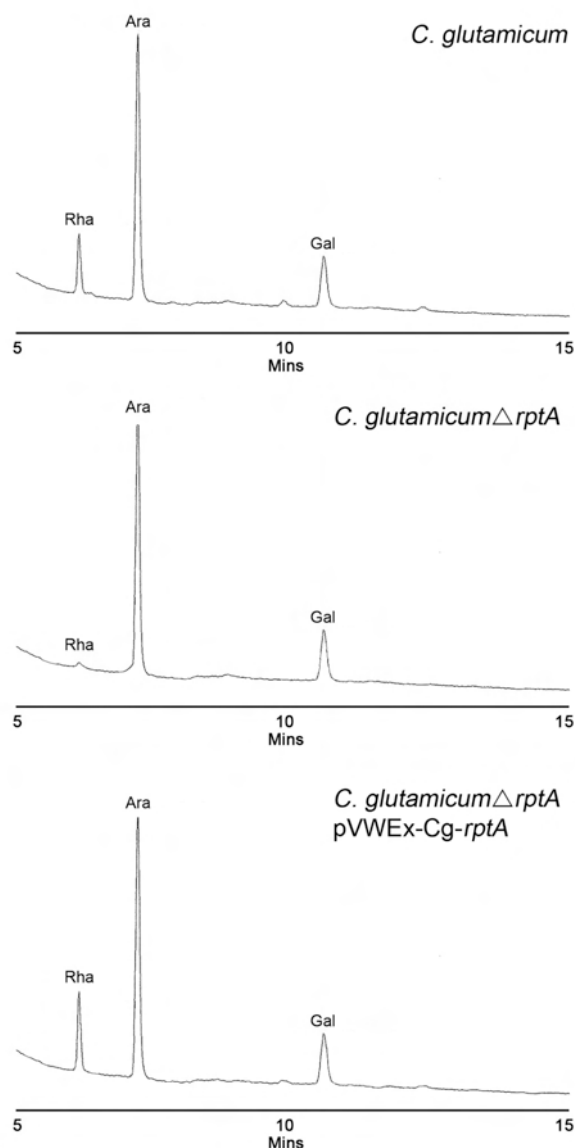 C. glutamicum
Ara
Rha
Gal
5 10 15
Mins
C. glutamicum△rptA
Ara
Rha
Gal
5 10 15
Mins
C. glutamicum△rptA
pVWEx-Cg-rptA
Ara
Rha
Gal
5 10 15
Mins